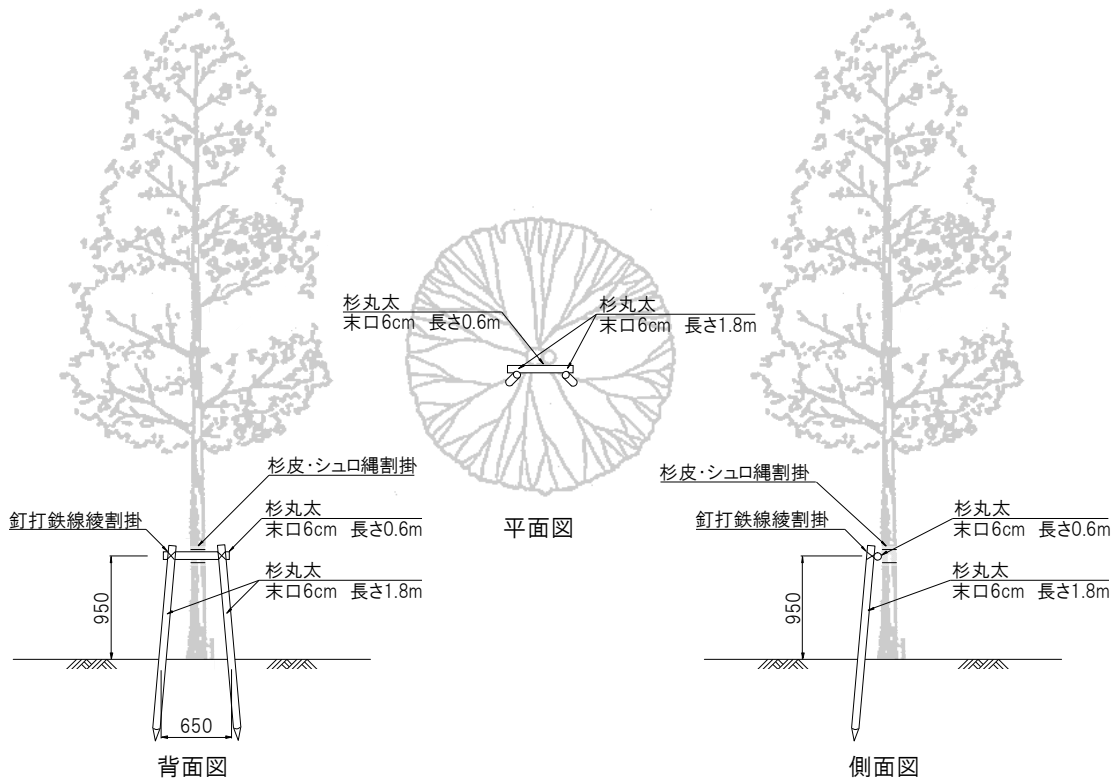 杉丸太
末口6cm 長さ0.6m
杉丸太
末口6cm 長さ1.8m
平面図
杉皮・シュロ縄割掛
釘打鉄線綾割掛
杉丸太
末口6cm 長さ0.6m
杉丸太
末口6cm 長さ1.8m
950
650
背面図
杉皮・シュロ縄割掛
釘打鉄線綾割掛
杉丸太
末口6cm 長さ0.6m
杉丸太
末口6cm 長さ1.8m
950
側面図